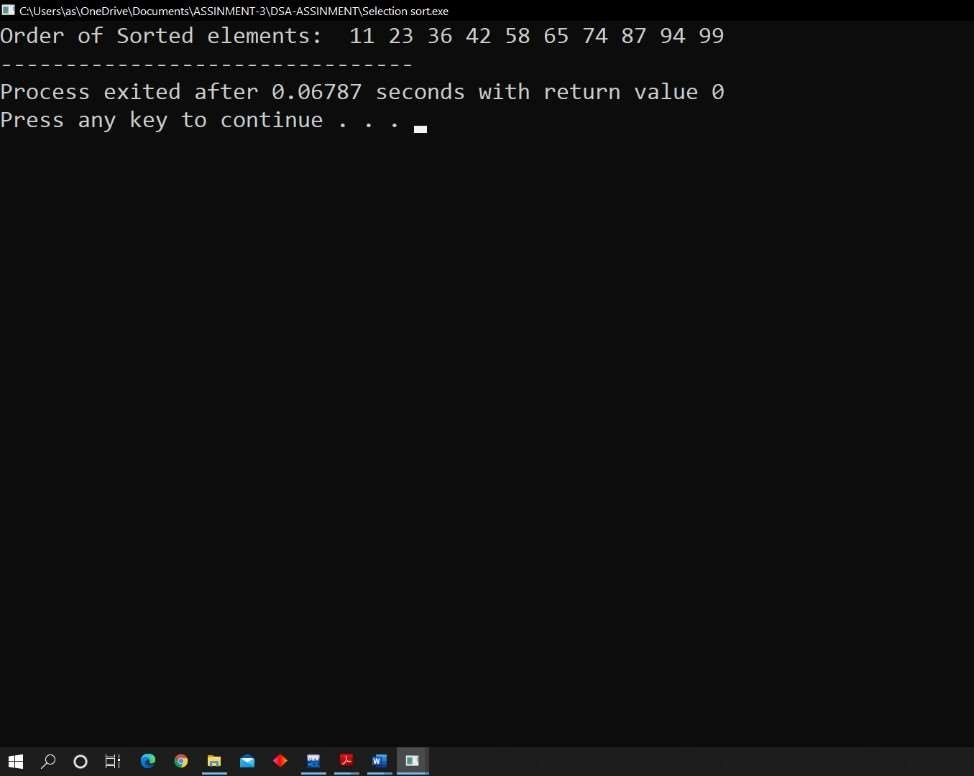 C:\Users\as\OneDrive\Documents\ASSINMENT-3\DSA-ASSINMENT\Selection sort.exe
Order of Sorted elements:  11 23 36 42 58 65 74 87 94 99
--------------------------------
Process exited after 0.06787 seconds with return value 0
Press any key to continue . . .